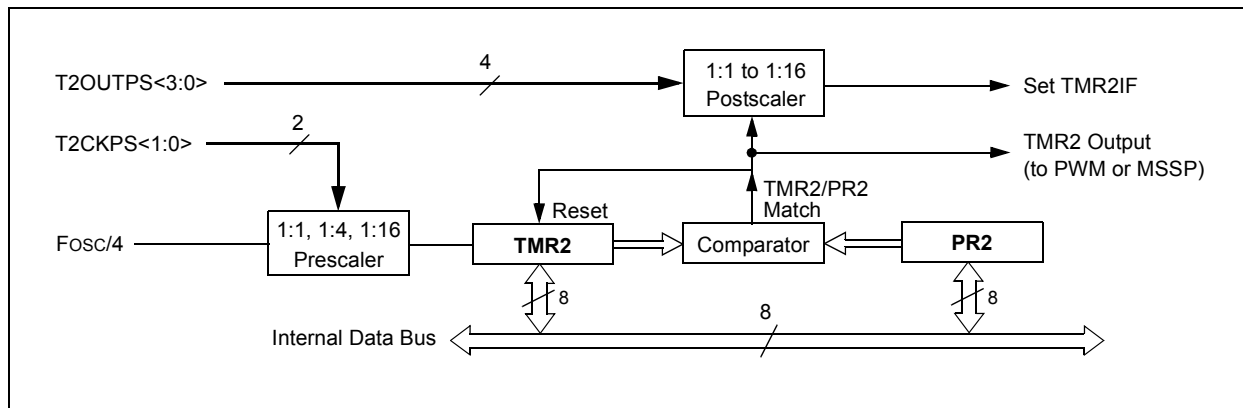 T2OUTPS<3:0>
4
1:1 to 1:16
Postscaler
Set TMR2IF
T2CKPS<1:0>
2
TMR2 Output
(to PWM or MSSP)
TMR2/PR2
Match
Reset
FOSC/4
1:1, 1:4, 1:16
Prescaler
TMR2
Comparator
PR2
8
8
8
Internal Data Bus